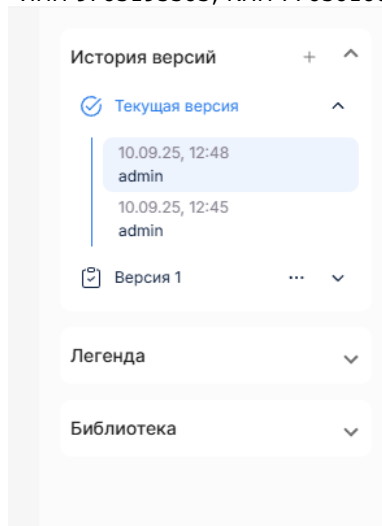 История версий
Текущая версия
10.09.25, 12:48
admin
10.09.25, 12:45
admin
Версия 1
Легенда
Библиотека